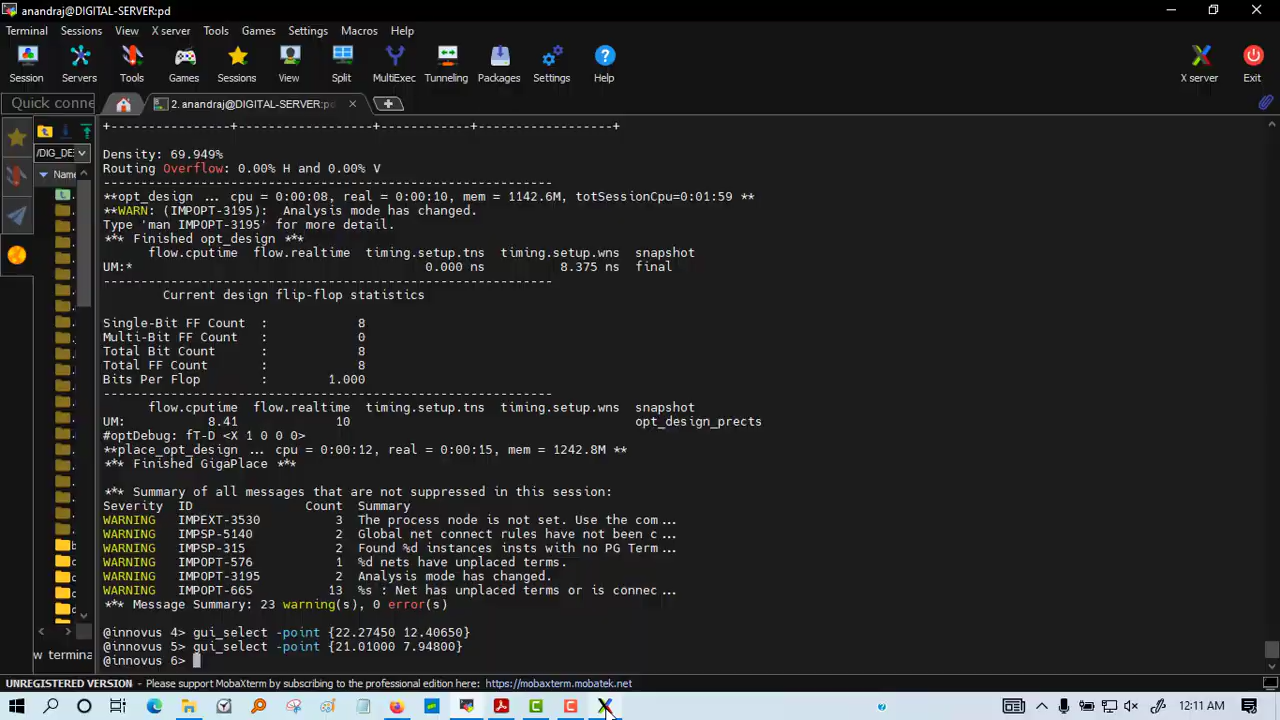 anandraj@DIGITAL-SERVER:pd
Terminal Sessions View X server Tools Games Settings Macros Help
Session Servers Tools Games Sessions View Split MultiExec Tunneling Packages Settings Help X server Exit
Quick conne
2. anandraj@DIGITAL-SERVER:pd
/DIG_DE
Name
+----------------+------------------+------------+-----------------+
Density: 69.949%
Routing Overflow: 0.00% H and 0.00% V
------------------------------------------------------------
**opt_design ... cpu = 0:00:08, real = 0:00:10, mem = 1142.6M, totSessionCpu=0:01:59 **
**WARN: (IMPOPT-3195): Analysis mode has changed.
Type 'man IMPOPT-3195' for more detail.
*** Finished opt_design ***
flow.cputime flow.realtime timing.setup.tns timing.setup.wns snapshot
UM:* 0.000 ns 8.375 ns final
------------------------------------------------------------
Current design flip-flop statistics
Single-Bit FF Count : 8
Multi-Bit FF Count : 0
Total Bit Count : 8
Total FF Count : 8
Bits Per Flop : 1.000
------------------------------------------------------------
flow.cputime flow.realtime timing.setup.tns timing.setup.wns snapshot
UM: 8.41 10 opt_design_prects
#optDebug: fT-D <X 1 0 0 0>
**place_opt_design ... cpu = 0:00:12, real = 0:00:15, mem = 1242.8M **
*** Finished GigaPlace ***
*** Summary of all messages that are not suppressed in this session:
Severity ID Count Summary
WARNING IMPEXT-3530 3 The process node is not set. Use the com...
WARNING IMPSP-5140 2 Global net connect rules have not been c...
WARNING IMPSP-315 2 Found %d instances insts with no PG Term...
WARNING IMPOPT-576 1 %d nets have unplaced terms.
WARNING IMPOPT-3195 2 Analysis mode has changed.
WARNING IMPOPT-665 13 %s : Net has unplaced terms or is connec...
*** Message Summary: 23 warning(s), 0 error(s)
@innovus 4> gui_select -point {22.27450 12.40650}
@innovus 5> gui_select -point {21.01000 7.94800}
@innovus 6>
w termina
UNREGISTERED VERSION - Please support MobaXterm by subscribing to the professional edition here: https://mobaxterm.mobatek.net
12:11 AM